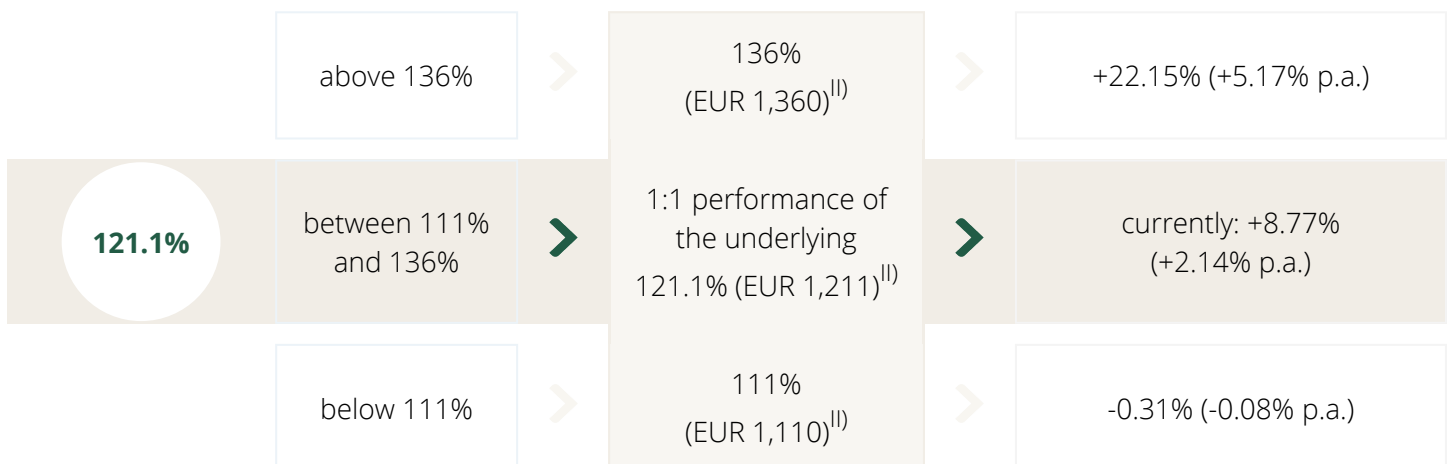 above 136%
136%
(EUR 1,360)II)
+22.15% (+5.17% p.a.)
121.1%
between 111%
and 136%
1:1 performance of
the underlying
121.1% (EUR 1,211)II)
currently: +8.77%
(+2.14% p.a.)
below 111%
111%
(EUR 1,110)II)
-0.31% (-0.08% p.a.)